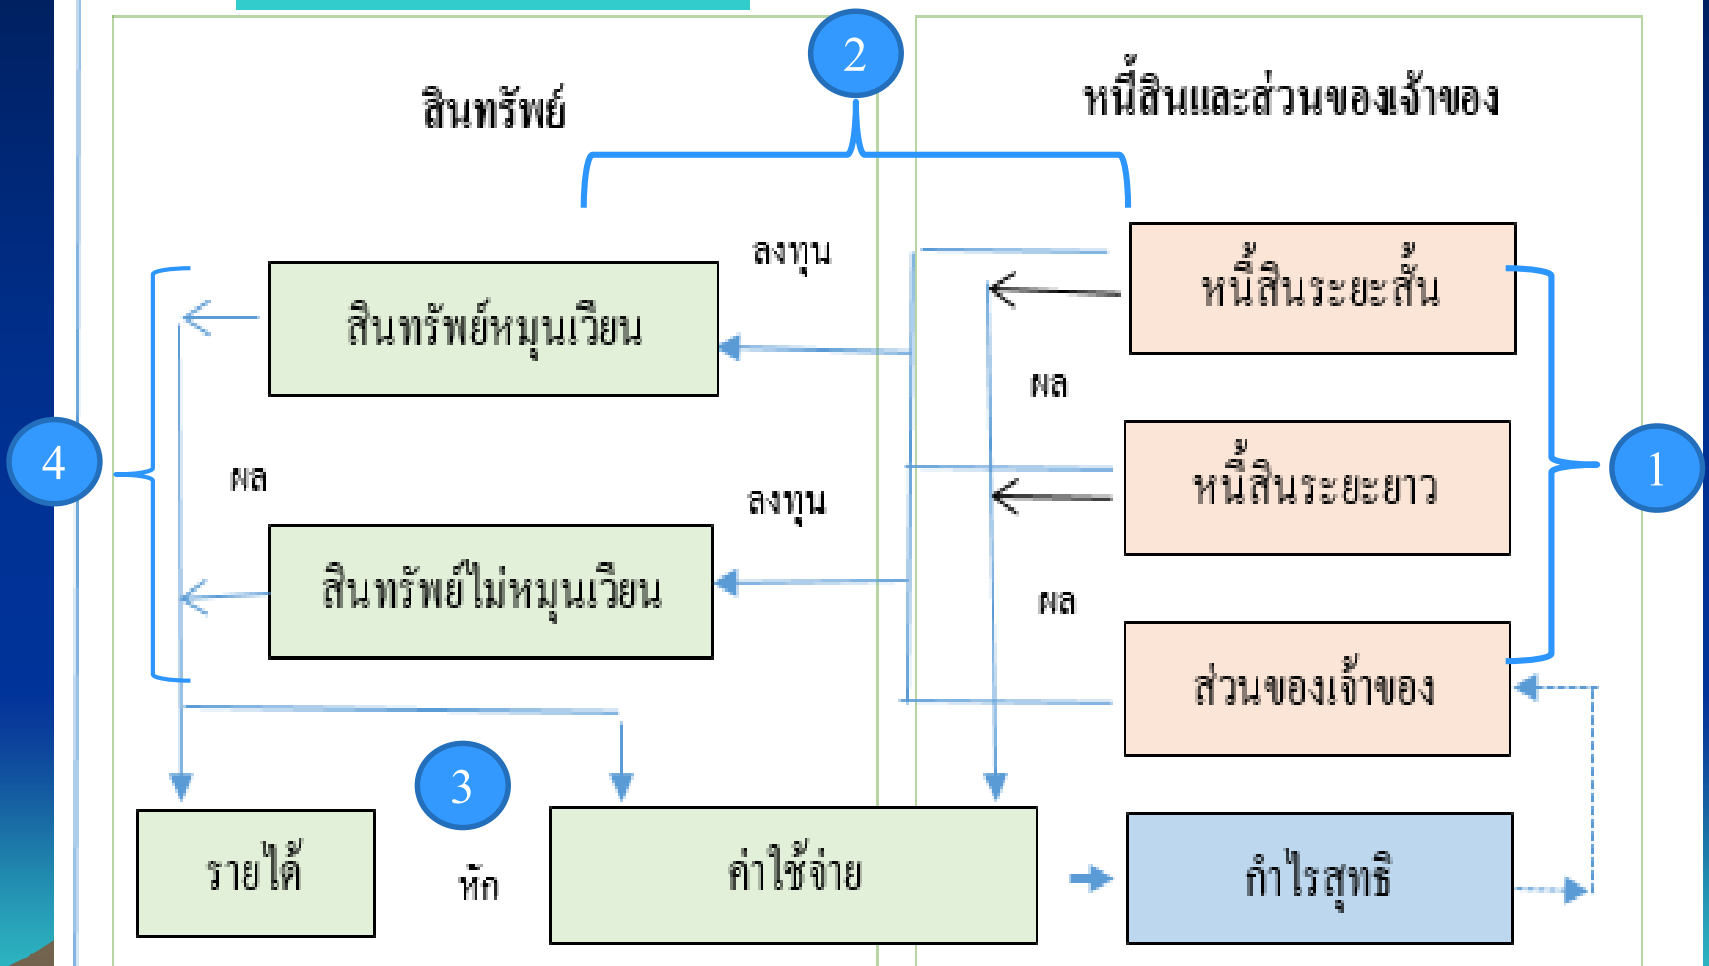 2
สินทรัพย์
หนี้สินและส่วนของเจ้าของ
ลงทุน
หนี้สินระยะสั้น
สินทรัพย์หมุนเวียน
ผล
4
ผล
หนี้สินระยะยาว
1
ลงทุน
สินทรัพย์ไม่หมุนเวียน
ผล
ส่วนของเจ้าของ
3
รายได้
หัก
ค่าใช้จ่าย
กำไรสุทธิ